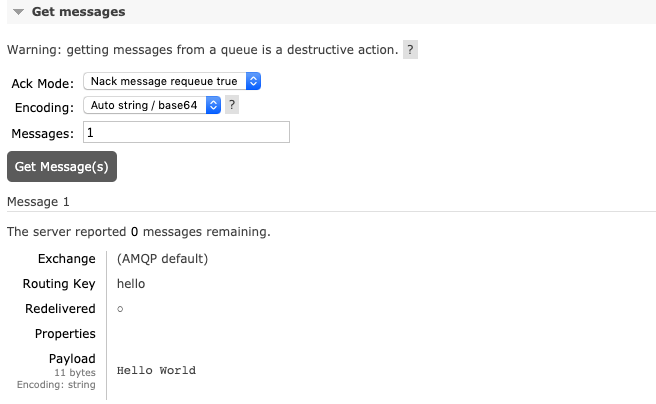 Get messages
Warning: getting messages from a queue is a destructive action. ?
Ack Mode: Nack message requeue true
Encoding: Auto string / base64 ?
Messages: 1
Get Message(s)
Message 1
The server reported 0 messages remaining.
Exchange (AMQP default)
Routing Key hello
Redelivered ○
Properties
Payload
11 bytes
Encoding: string
Hello World